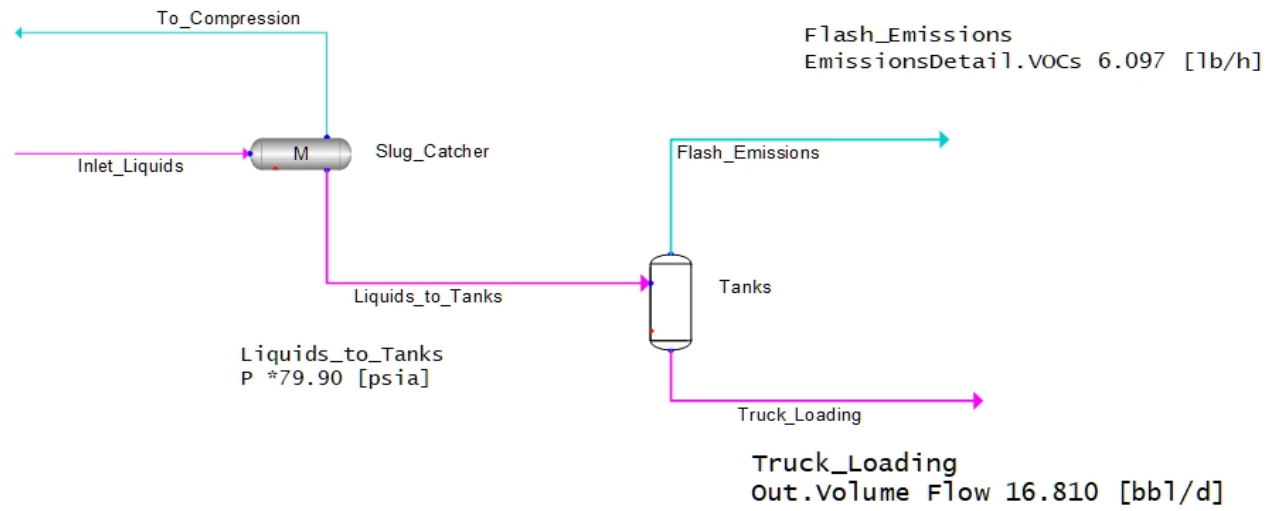 To_Compression
Flash_Emissions
EmissionsDetail.VOCs 6.097 [lb/h]
M
Slug_Catcher
Inlet_Liquids
Flash_Emissions
Tanks
Liquids_to_Tanks
Liquids_to_Tanks
P *79.90 [psia]
Truck_Loading
Truck_Loading
Out.Volume Flow 16.810 [bbl/d]